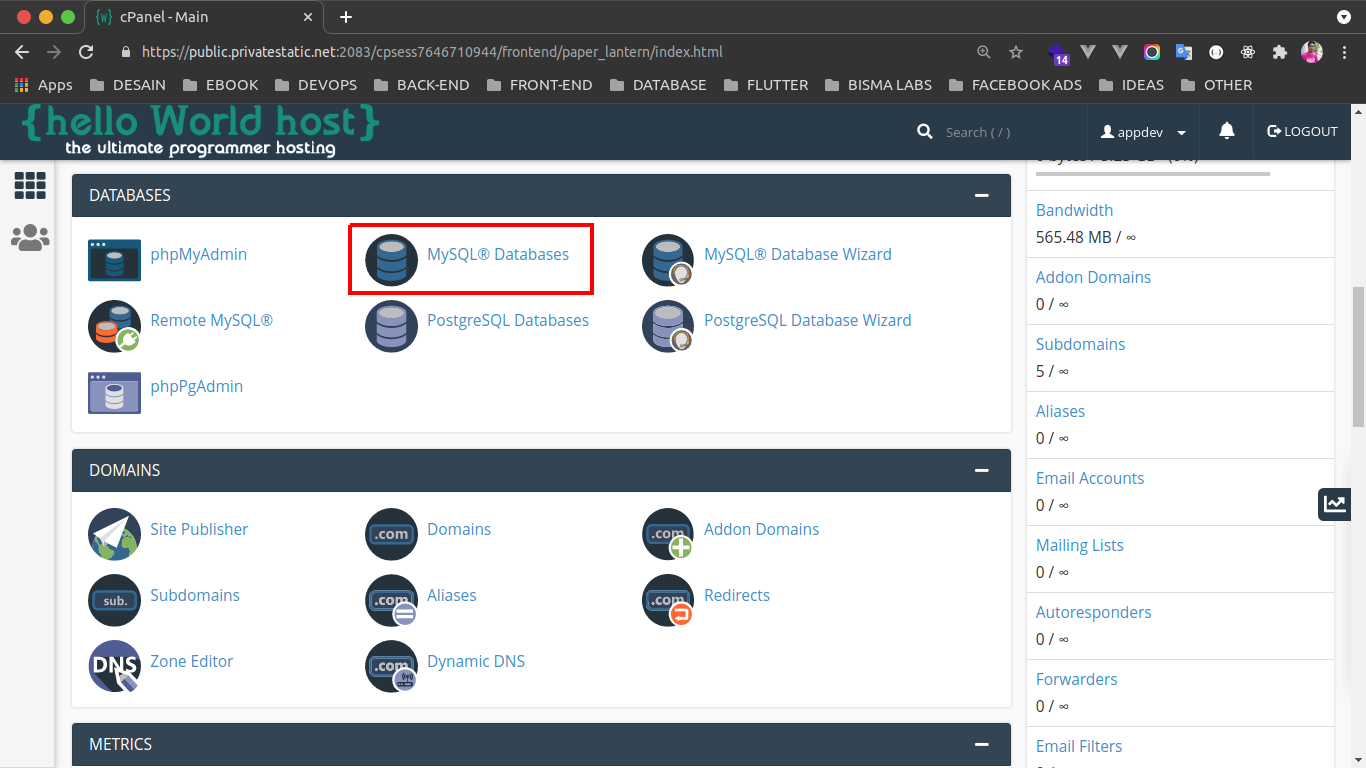 {w} cPanel - Main
https://public.privatestatic.net:2083/cpsess7646710944/frontend/paper_lantern/index.html
14
Apps DESAIN EBOOK DEVOPS BACK-END FRONT-END DATABASE FLUTTER BISMA LABS FACEBOOK ADS IDEAS OTHER
{hello World host}
the ultimate programmer hosting
Search ( / )
appdev
LOGOUT
DATABASES
phpMyAdmin
MySQL® Databases
MySQL® Database Wizard
Remote MySQL®
PostgreSQL Databases
PostgreSQL Database Wizard
phpPgAdmin
DOMAINS
Site Publisher
.com
Domains
.com
Addon Domains
sub.
Subdomains
.com
Aliases
.com
Redirects
DNS
Zone Editor
.com
Dynamic DNS
METRICS
Bandwidth
565.48 MB / ∞
Addon Domains
0 / ∞
Subdomains
5 / ∞
Aliases
0 / ∞
Email Accounts
0 / ∞
Mailing Lists
0 / ∞
Autoresponders
0 / ∞
Forwarders
0 / ∞
Email Filters